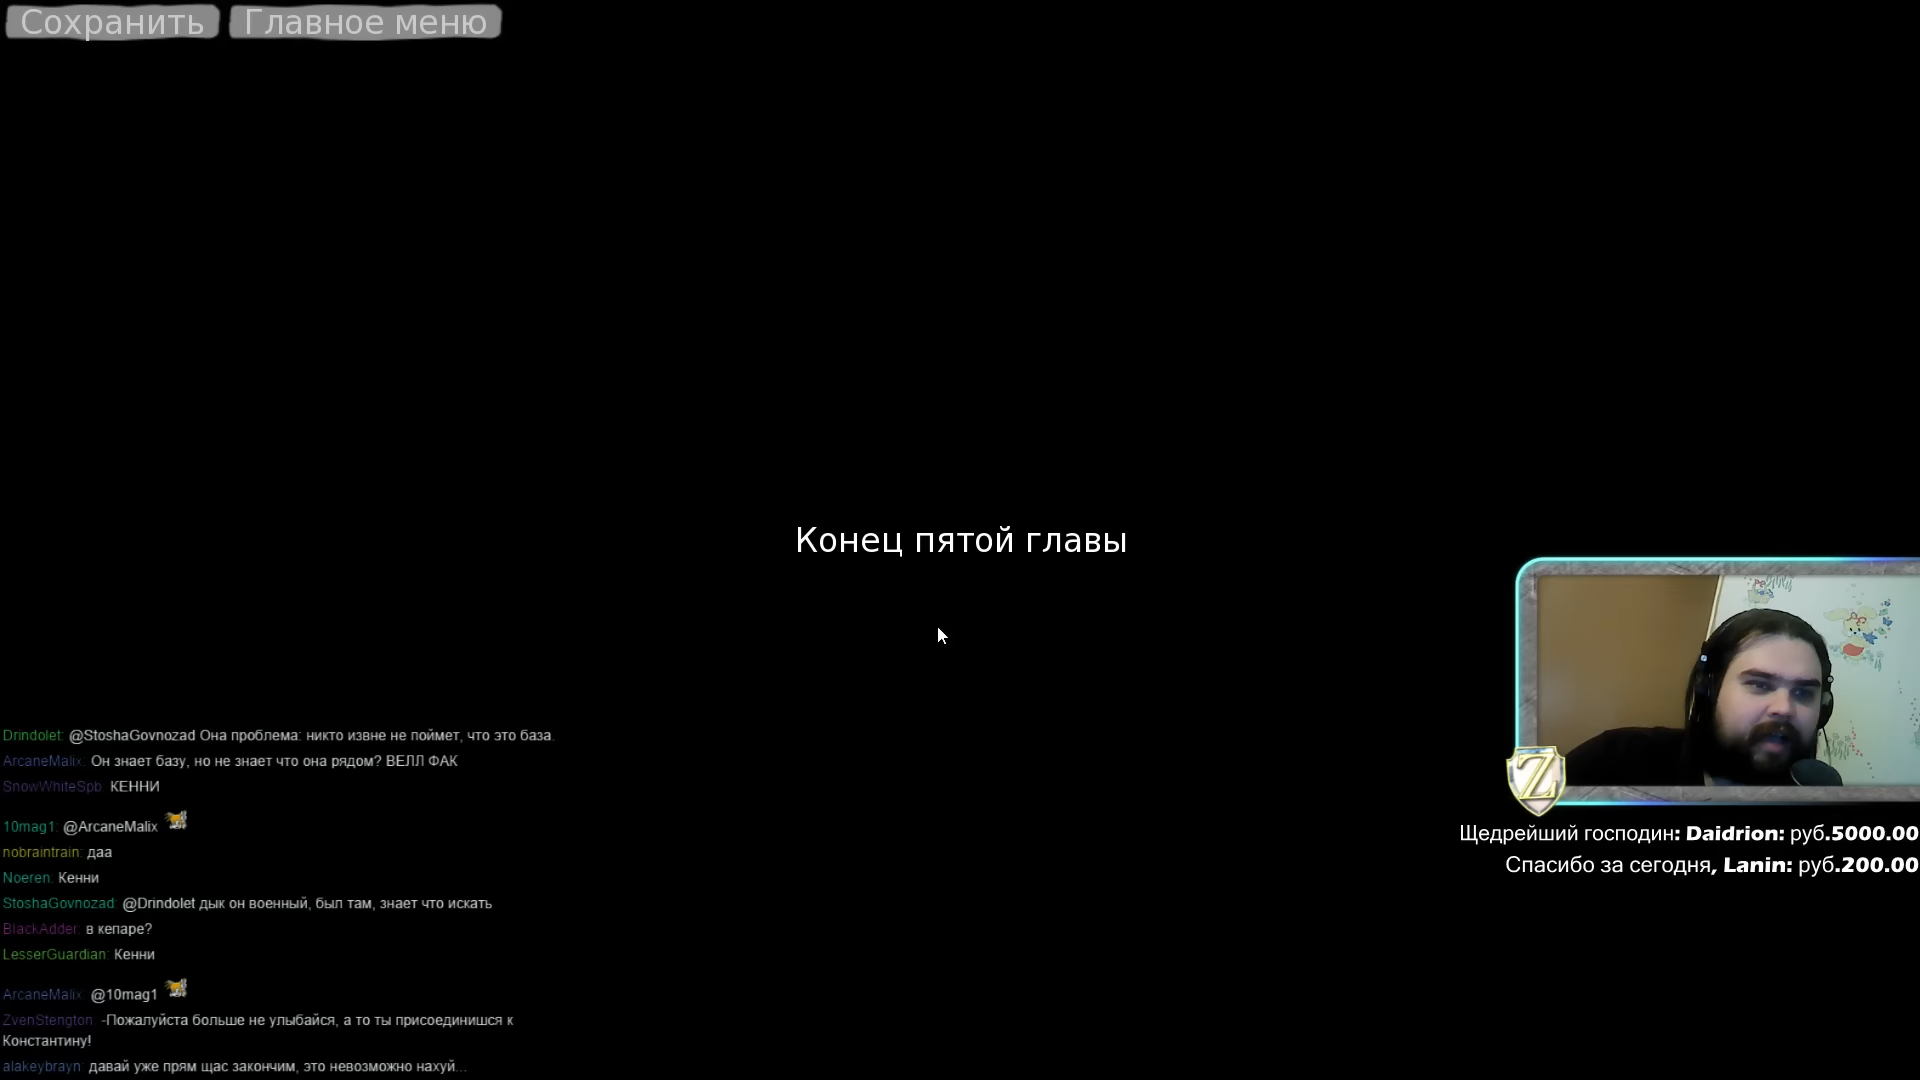 Сохранить Главное меню
Конец пятой главы
Drindolet: @StoshaGovnozad Она проблема: никто извне не поймет, что это база.
ArcaneMalix: Он знает базу, но не знает что она рядом? ВЕЛЛ ФАК
SnowWhiteSpb: КЕННИ
10mag1: @ArcaneMalix
nobraintrain: даа
Noeren: Кенни
StoshaGovnozad: @Drindolet дык он военный, был там, знает что искать
BlackAdder: в кепаре?
LesserGuardian: Кенни
ArcaneMalix: @10mag1
ZvenStengton: -Пожалуйста больше не улыбайся, а то ты присоединишся к
Константину!
alakeybrayn: давай уже прям щас закончим, это невозможно нахуй...
Z
Щедрейший господин: Daidrion: руб.5000.00
Спасибо за сегодня, Lanin: руб.200.00